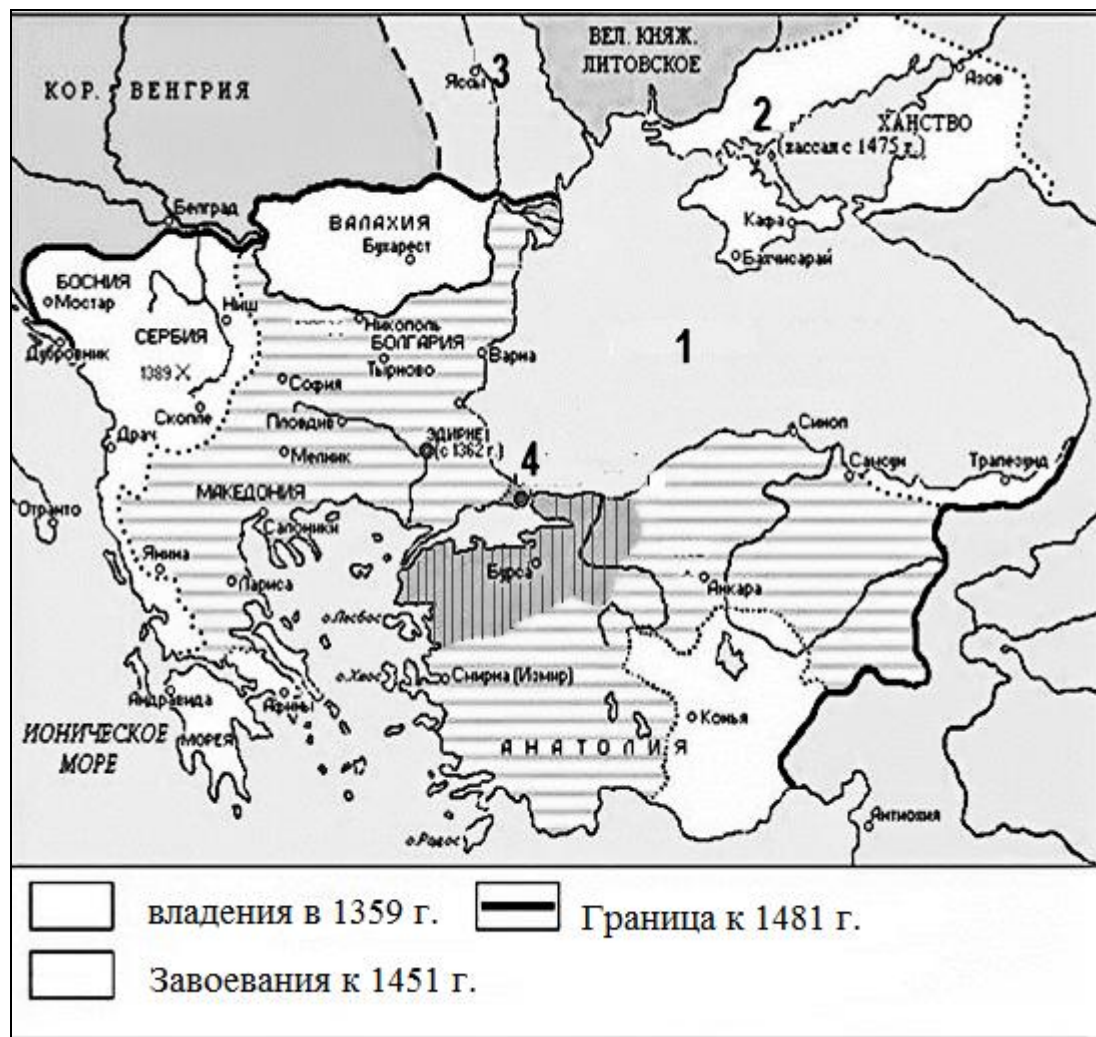 ВЕЛ. КНЯЖ.
ЛИТОВСКОЕ
КОР. ВЕНГРИЯ
3
Яссы
Азов
2
ХАНСТВО
(вассал с 1475 г.)
Белград
ВАЛАХИЯ
Бухарест
Кафа
Бахчисарай
БОСНИЯ
Мостар
Ниш
СЕРБИЯ
Никополь
БОЛГАРИЯ
Дубровник
Тырново
Варна
1
1389
София
Скопле
Пловдив
ЭДИРНЕ
(с 1362 г.)
Синоп
Драч
Мелник
4
Самсун
Трапезунд
МАКЕДОНИЯ
Отранто
Салоники
Янина
Бурса
Лариса
Анкара
о.Лесбос
о.Хиос
Смирна (Измир)
Андравида
Афины
Конья
ИОНИЧЕСКОЕ
МОРЕ
МОРЕЯ
АНАТОЛИЯ
Антиохия
о.Родос
владения в 1359 г.
Граница к 1481 г.
Завоевания к 1451 г.